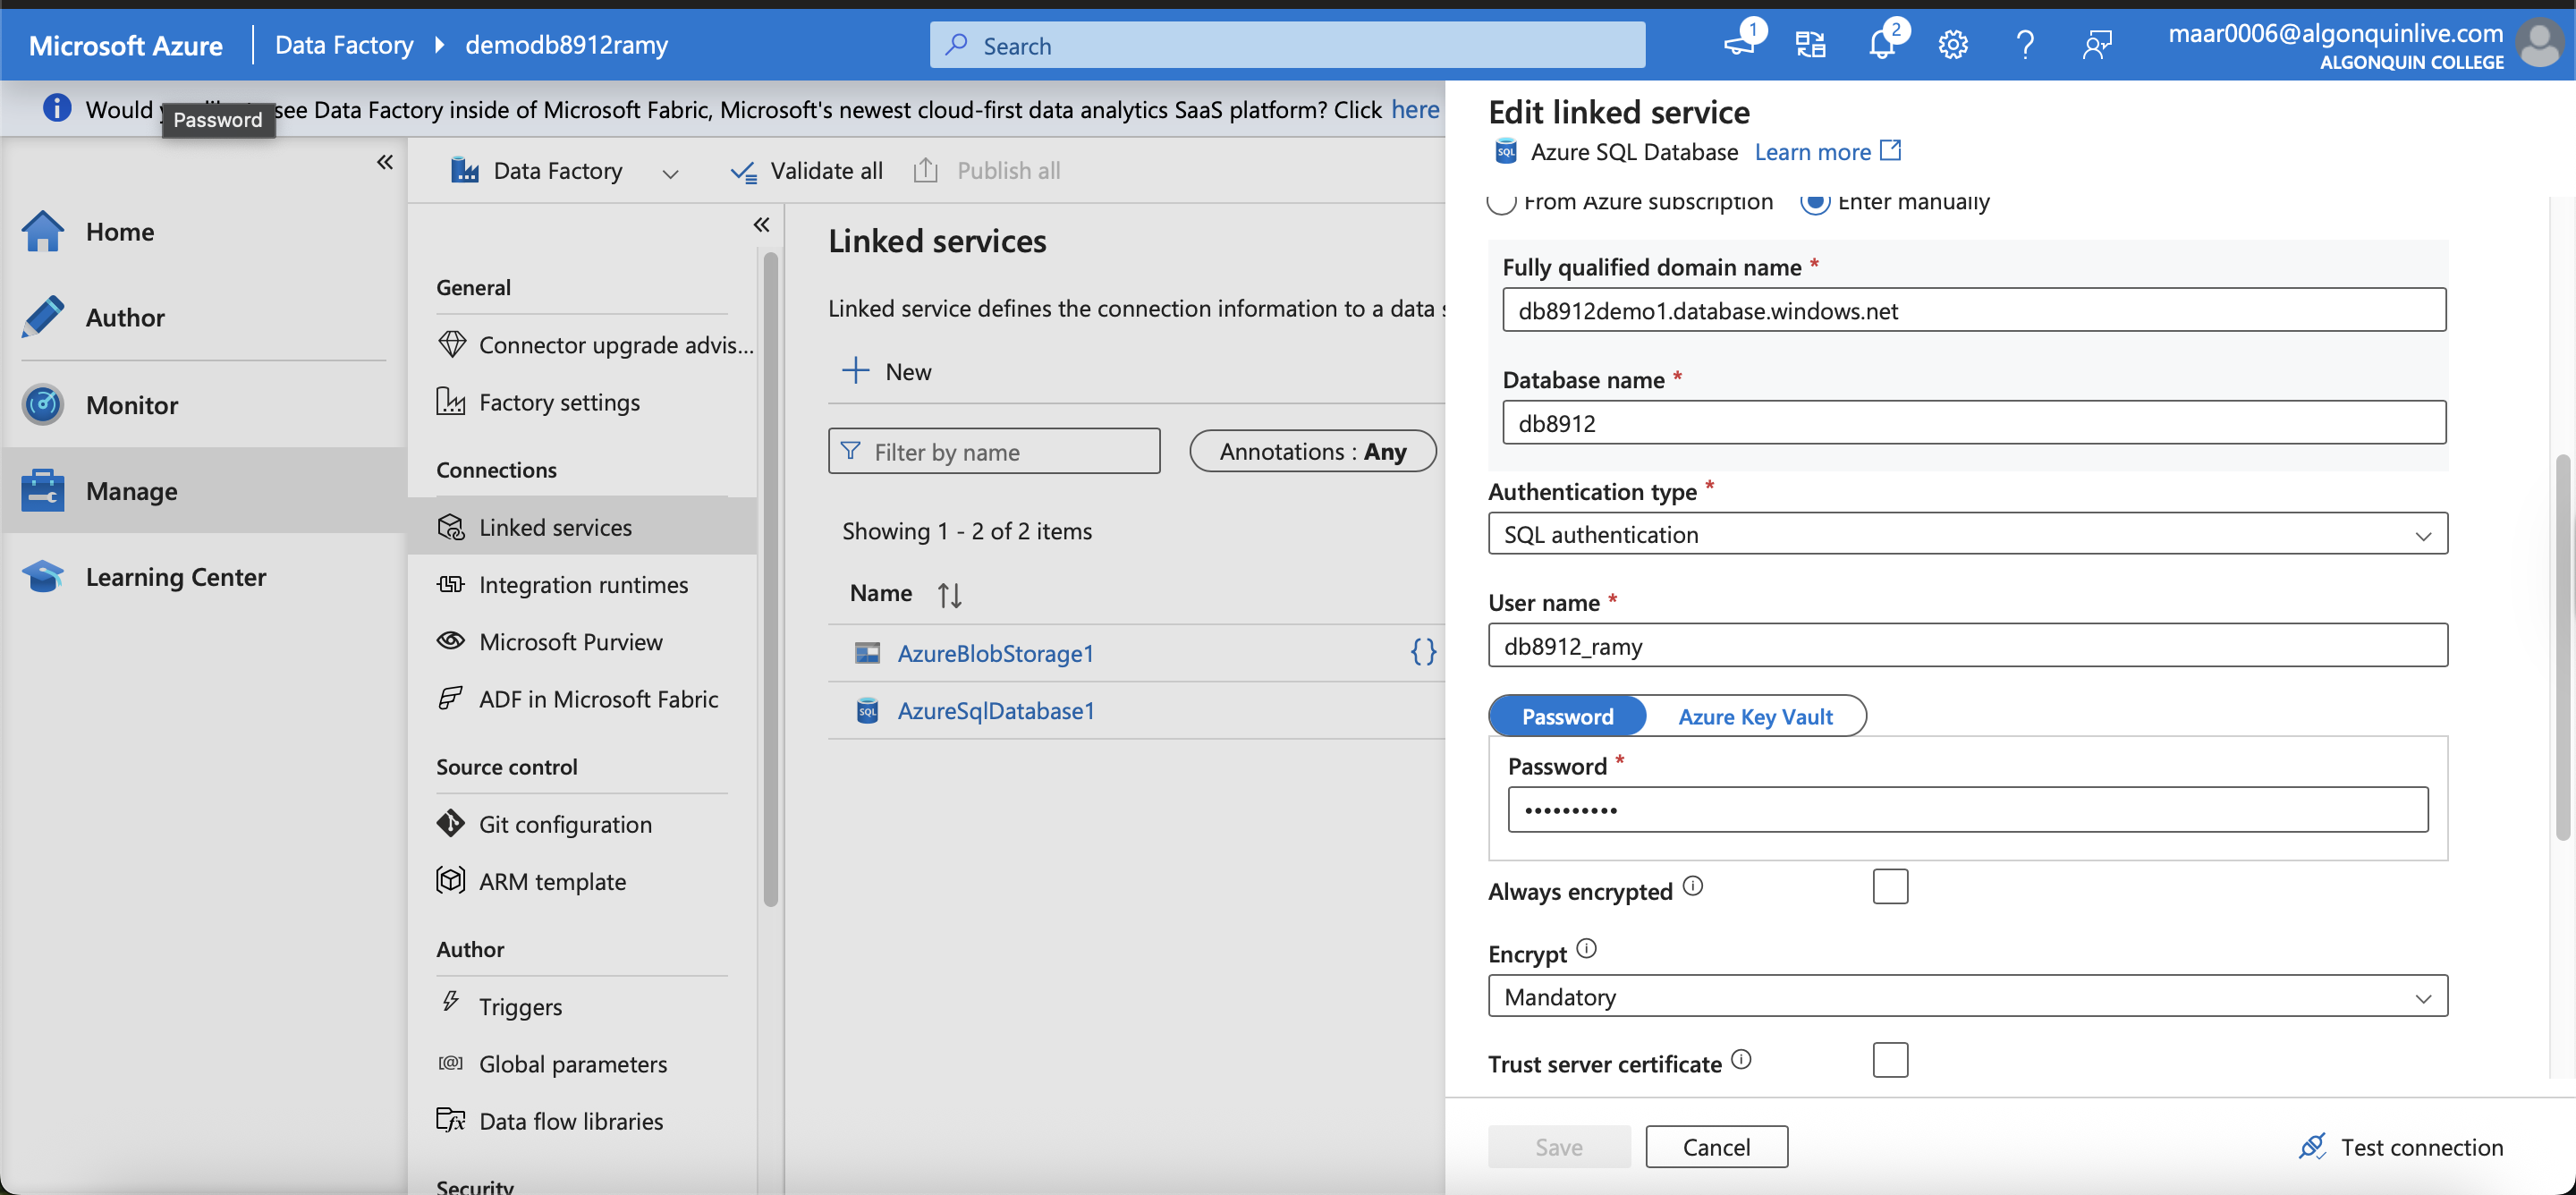 Microsoft Azure
Data Factory
demodb8912ramy
Search
1
2
maar0006@algonquinlive.com
ALGONQUIN COLLEGE
Would see Data Factory inside of Microsoft Fabric, Microsoft's newest cloud-first data analytics SaaS platform? Click here
Password
Home
Author
Monitor
Manage
Learning Center
Data Factory
Validate all
Publish all
General
Connector upgrade advis...
Factory settings
Connections
Linked services
Integration runtimes
Microsoft Purview
ADF in Microsoft Fabric
Source control
Git configuration
ARM template
Author
Triggers
Global parameters
Data flow libraries
Security
Linked services
Linked service defines the connection information to a data
New
Filter by name
Annotations : Any
Showing 1 - 2 of 2 items
Name
AzureBlobStorage1
{}
AzureSqlDatabase1
Edit linked service
SQL
Azure SQL Database
Learn more
From Azure subscription
Enter manually
Fully qualified domain name *
db8912demo1.database.windows.net
Database name *
db8912
Authentication type *
SQL authentication
User name *
db8912_ramy
Password
Azure Key Vault
Password *
••••••••••
Always encrypted
Encrypt
Mandatory
Trust server certificate
Save
Cancel
Test connection